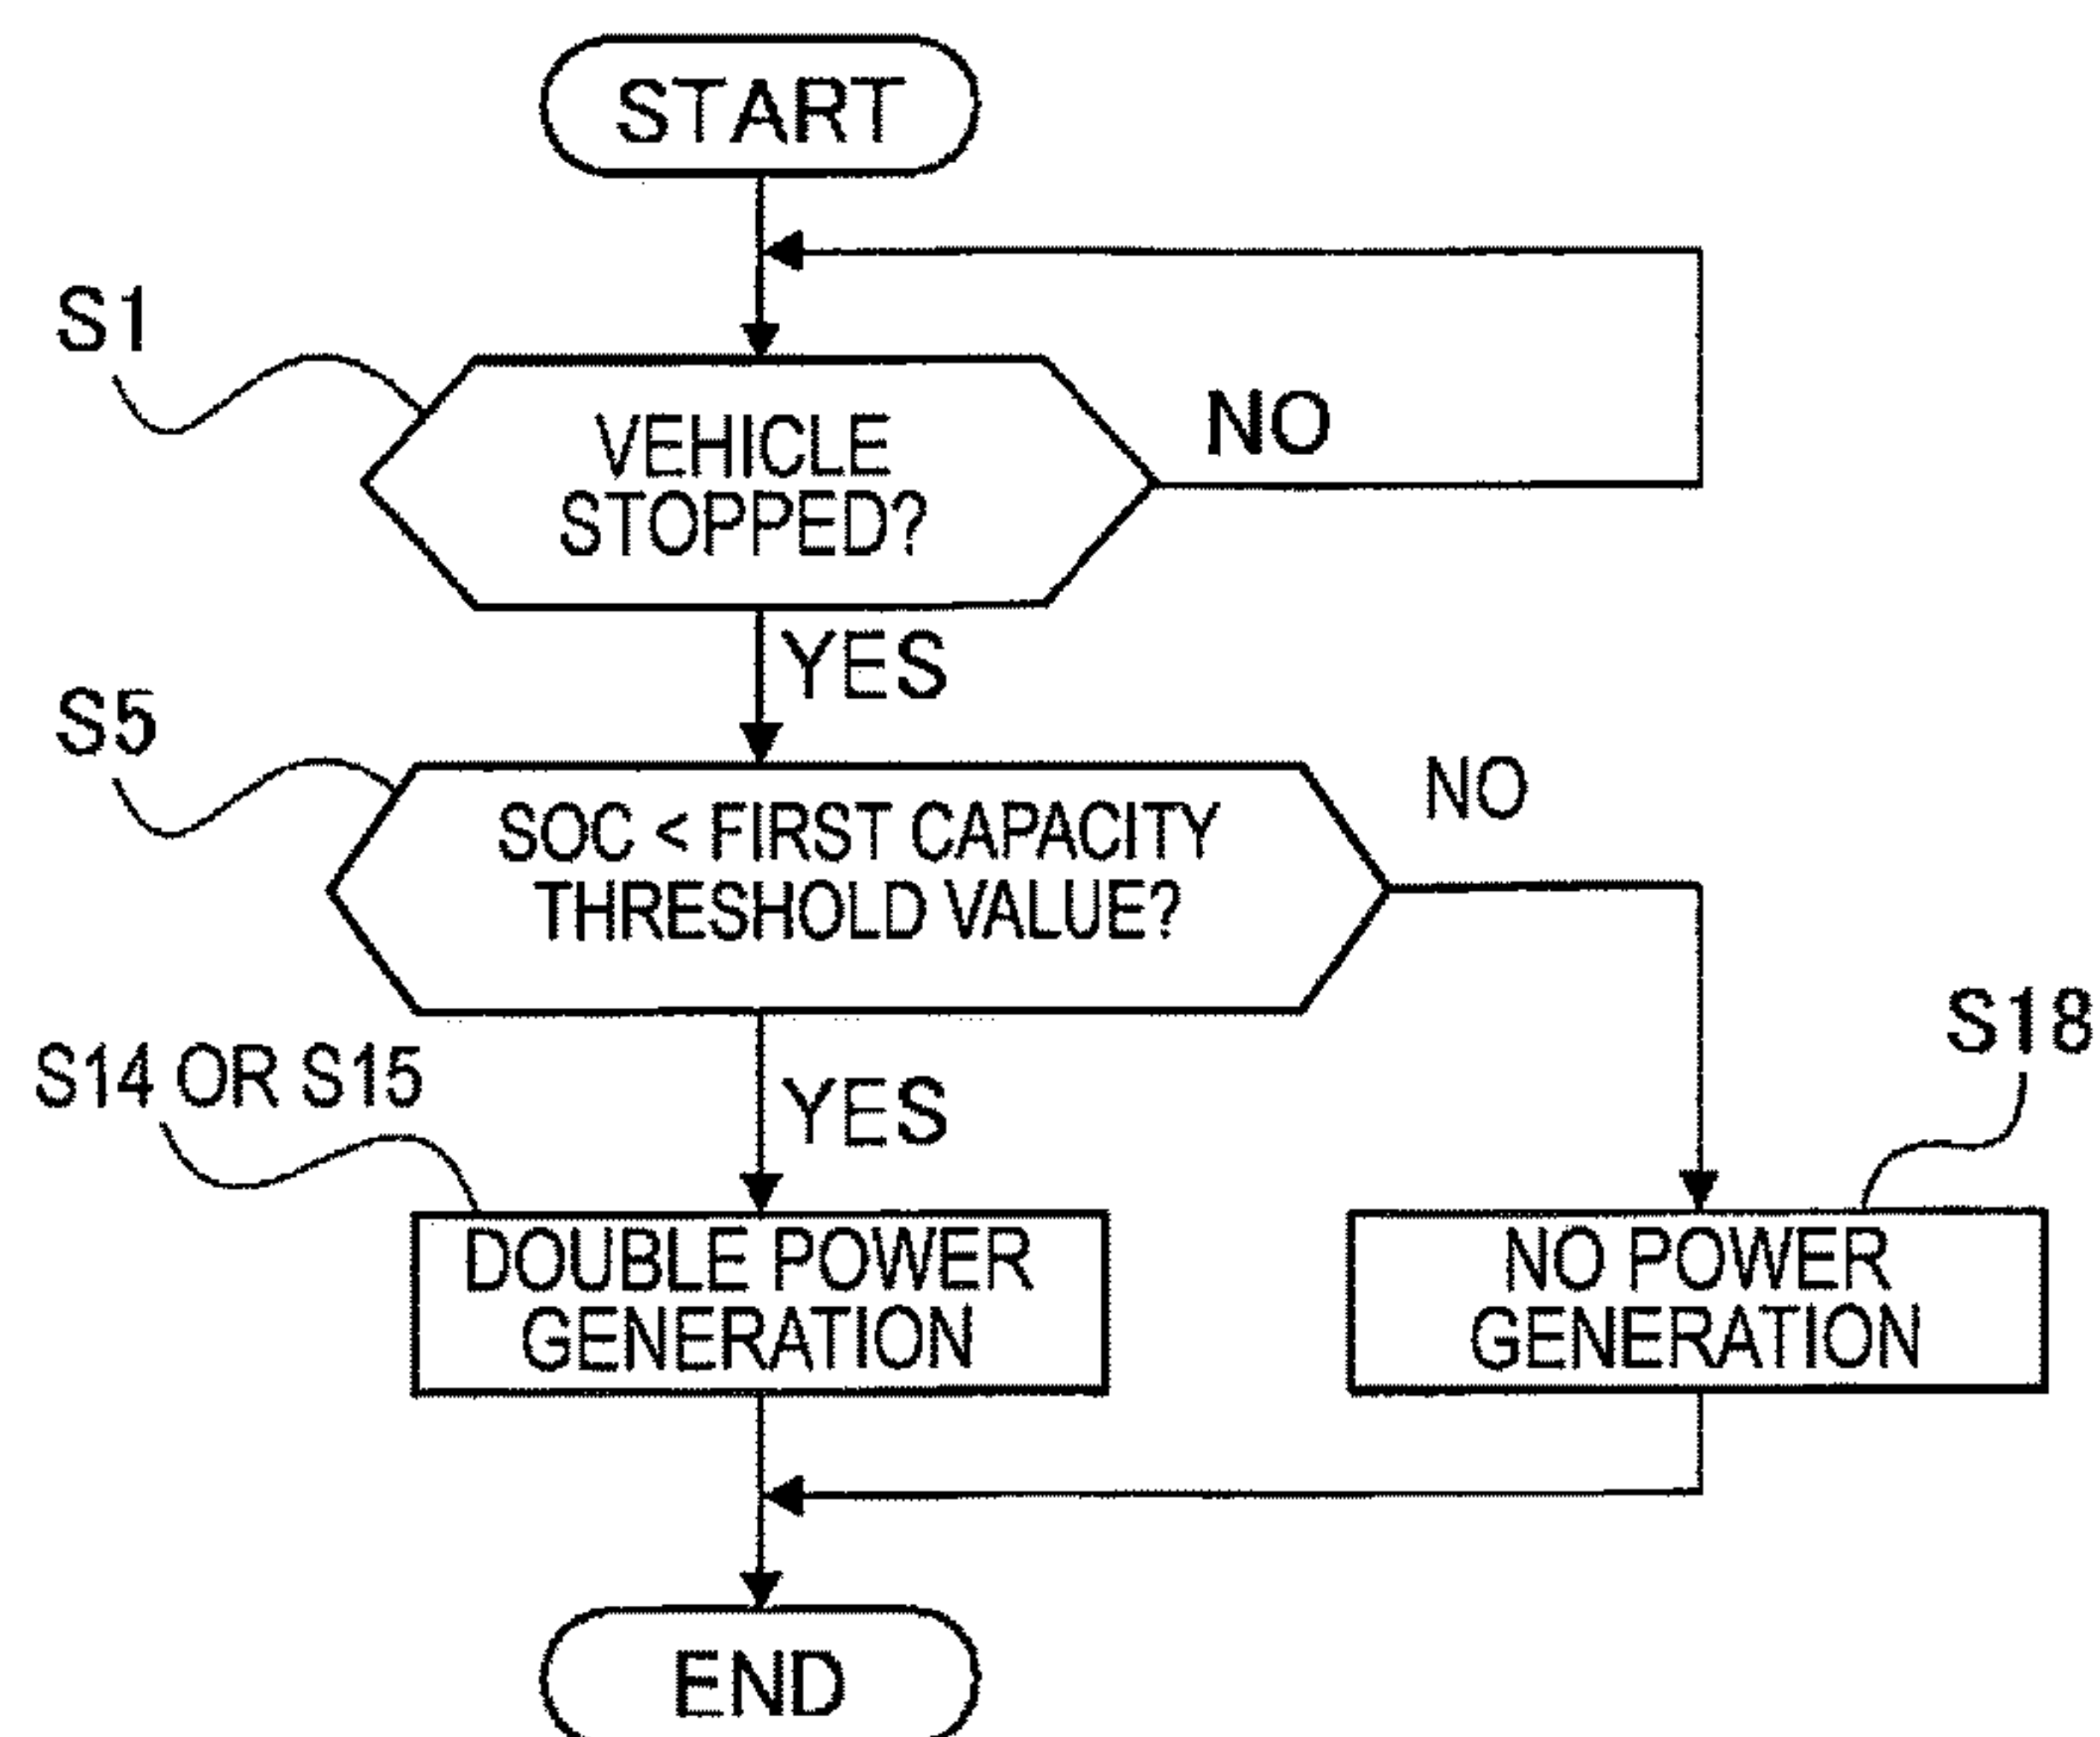 START
S1
VEHICLE
STOPPED?
NO
YES
S5
SOC < FIRST CAPACITY
THRESHOLD VALUE?
NO
S14 OR S15
YES
S18
DOUBLE POWER
GENERATION
NO POWER
GENERATION
END